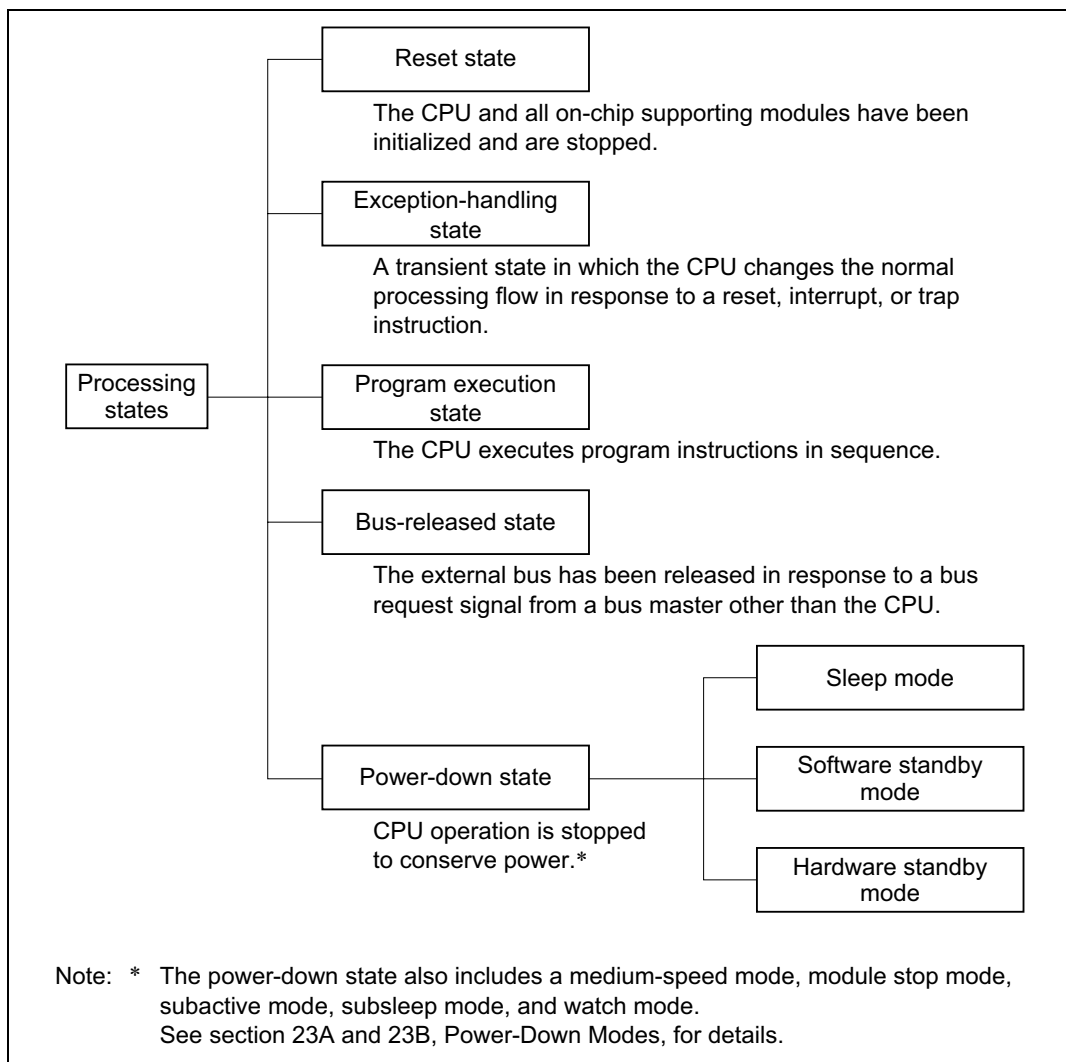 Reset state
The CPU and all on-chip supporting modules have been
initialized and are stopped.
Exception-handling
state
A transient state in which the CPU changes the normal
processing flow in response to a reset, interrupt, or trap
instruction.
Processing
states
Program execution
state
The CPU executes program instructions in sequence.
Bus-released state
The external bus has been released in response to a bus
request signal from a bus master other than the CPU.
Sleep mode
Power-down state
CPU operation is stopped
to conserve power.*
Software standby
mode
Hardware standby
mode
Note: * The power-down state also includes a medium-speed mode, module stop mode,
subactive mode, subsleep mode, and watch mode.
See section 23A and 23B, Power-Down Modes, for details.